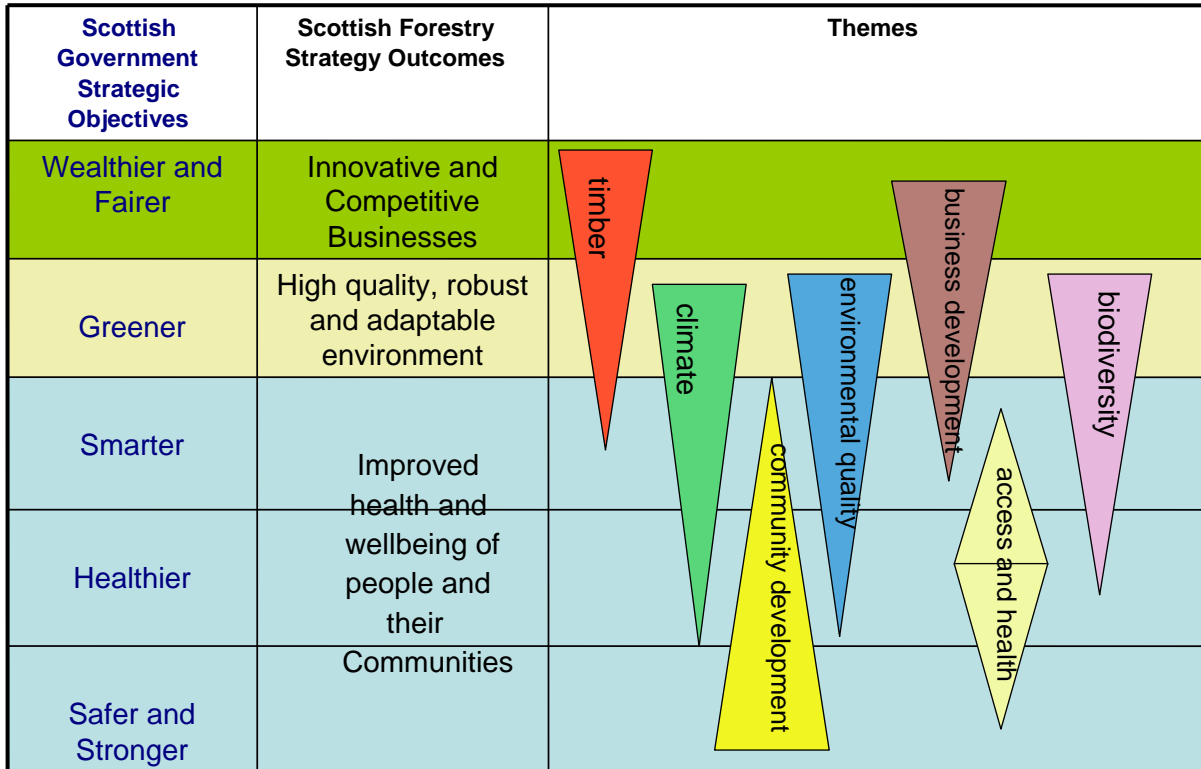 Scottish
Government
Strategic
Objectives
Scottish Forestry
Strategy Outcomes
Themes
Wealthier and
Fairer
Innovative and
Competitive
Businesses
Greener
High quality, robust
and adaptable
environment
Smarter
Healthier
Safer and
Stronger
Improved
health and
wellbeing of
people and
their
Communities
timber
climate
community development
environmental quality
business development
access and health
biodiversity